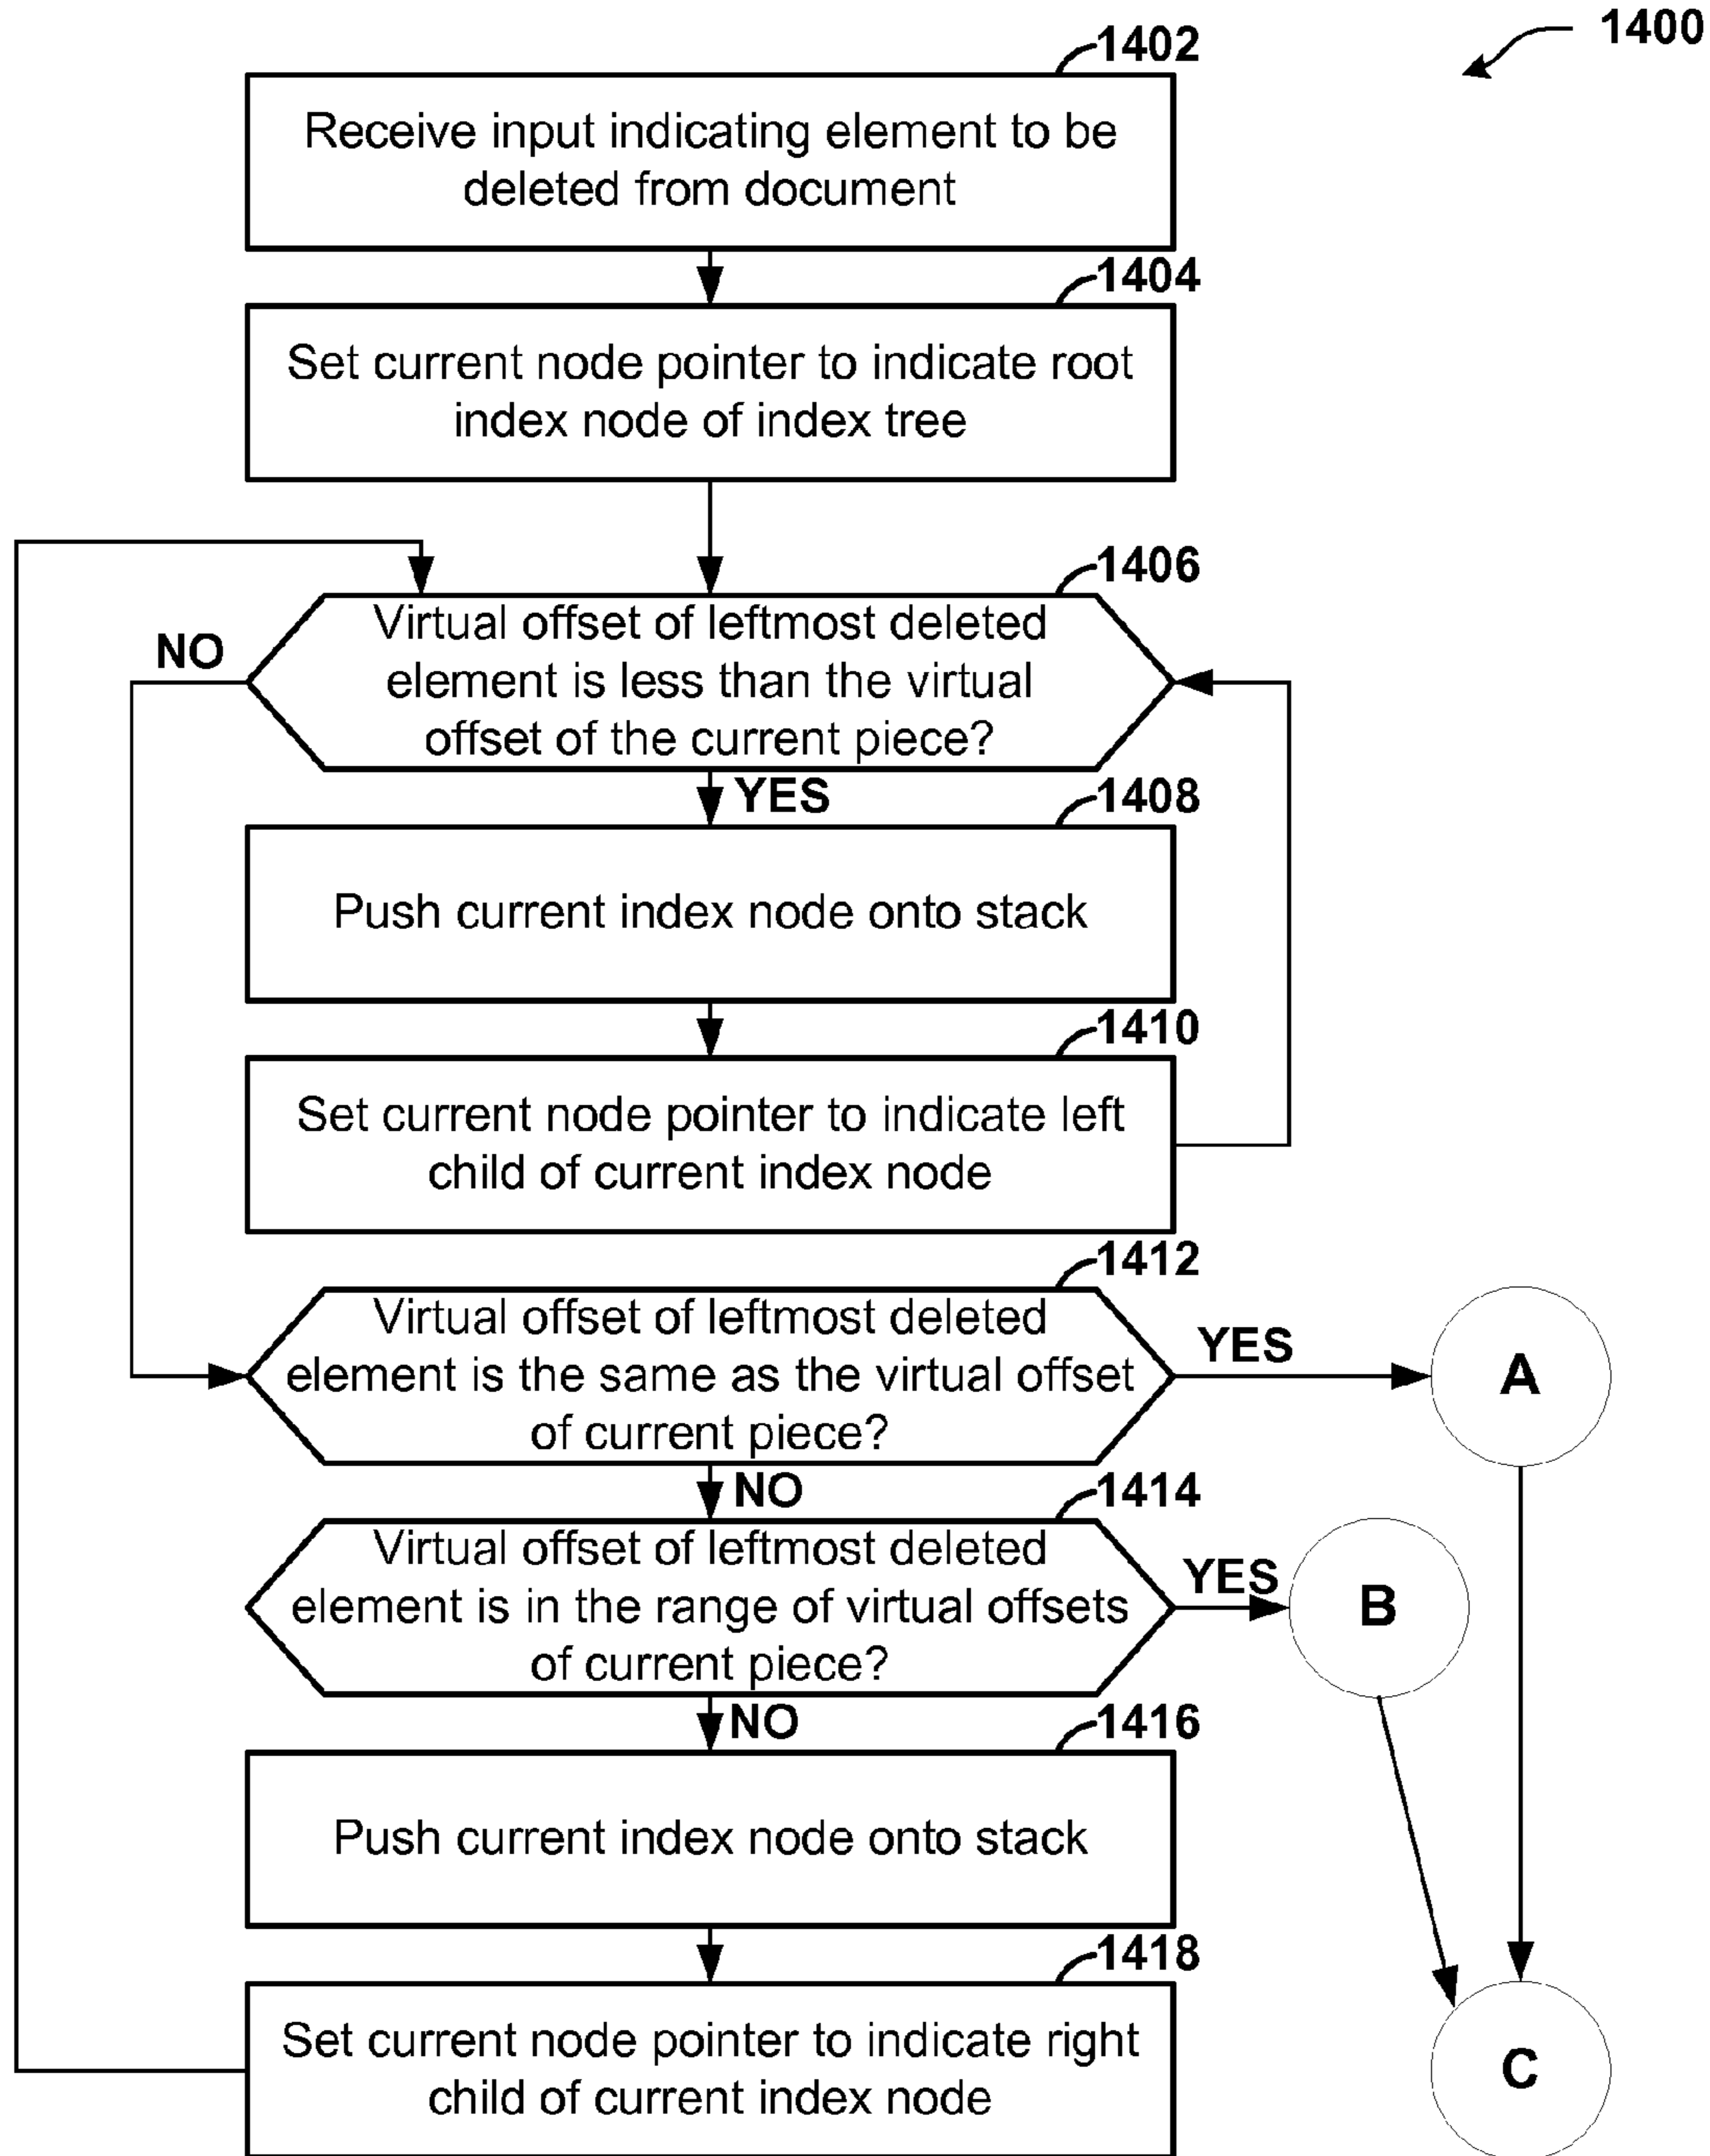 1400
1402
Receive input indicating element to be
deleted from document
1404
Set current node pointer to indicate root
index node of index tree
1406
Virtual offset of leftmost deleted
element is less than the virtual
offset of the current piece?
NO
YES
1408
Push current index node onto stack
1410
Set current node pointer to indicate left
child of current index node
1412
Virtual offset of leftmost deleted
element is the same as the virtual offset
of current piece?
YES
A
NO
1414
Virtual offset of leftmost deleted
element is in the range of virtual offsets
of current piece?
YES
B
NO
1416
Push current index node onto stack
1418
Set current node pointer to indicate right
child of current index node
C